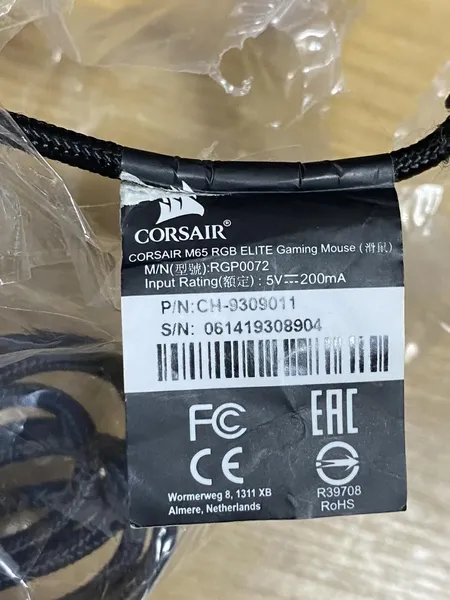 CORSAIR®
CORSAIR M65 RGB ELITE Gaming Mouse (滑鼠)
M/N(型號):RGP0072
Input Rating(額定) : 5V⎓200mA
P/N:CH-9309011
S/N: 061419308904
FC EAC
CE
Wormerweg 8, 1311 XB
Almere, Netherlands
R39708
RoHS